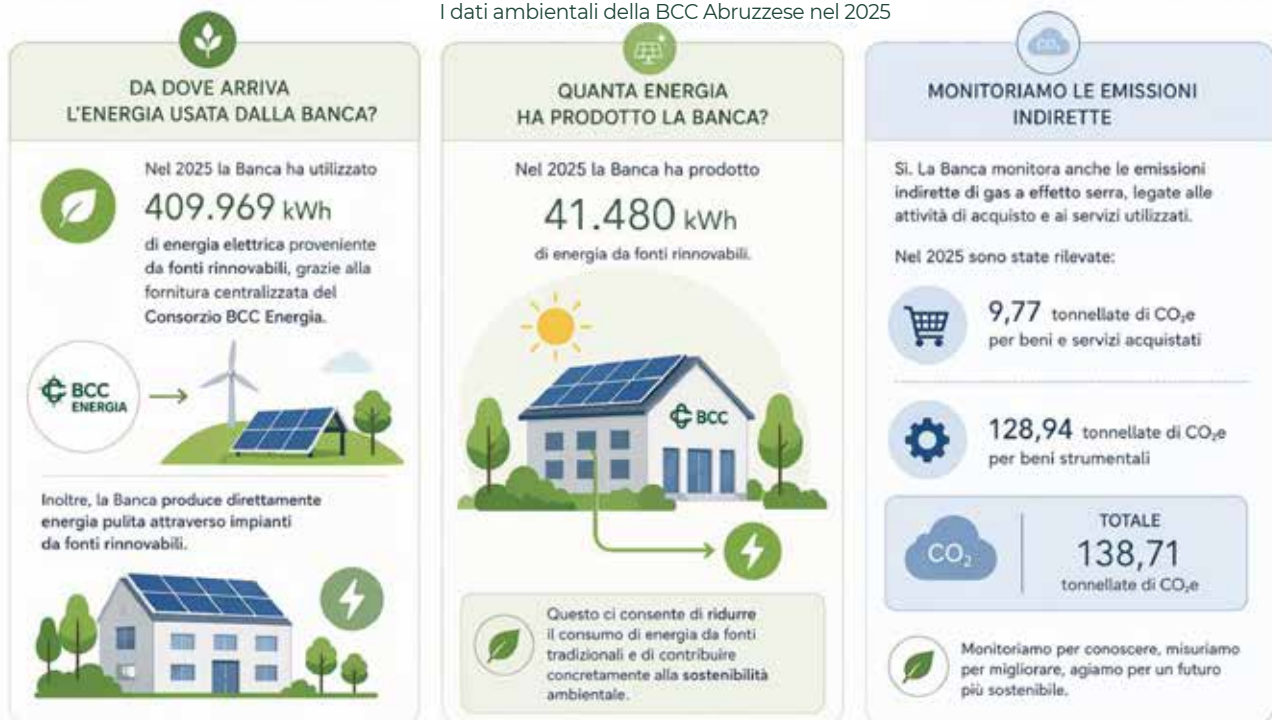 I dati ambientali della BCC Abruzzese nel 2025
DA DOVE ARRIVA
L'ENERGIA USATA DALLA BANCA?
Nel 2025 la Banca ha utilizzato
409.969 kWh
di energia elettrica proveniente
da fonti rinnovabili, grazie alla
fornitura centralizzata del
Consorzio BCC Energia.
BCC
ENERGIA
Inoltre, la Banca produce direttamente
energia pulita attraverso impianti
da fonti rinnovabili.
QUANTA ENERGIA
HA PRODOTTO LA BANCA?
Nel 2025 la Banca ha prodotto
41.480 kWh
di energia da fonti rinnovabili.
BCC
Questo ci consente di ridurre
il consumo di energia da fonti
tradizionali e di contribuire
concretamente alla sostenibilità
ambientale.
CO₂
MONITORIAMO LE EMISSIONI
INDIRETTE
Sì. La Banca monitora anche le emissioni
indirette di gas a effetto serra, legate alle
attività di acquisto e ai servizi utilizzati.
Nel 2025 sono state rilevate:
9,77 tonnellate di CO₂e
per beni e servizi acquistati
128,94 tonnellate di CO₂e
per beni strumentali
CO₂
TOTALE
138,71
tonnellate di CO₂e
Monitoriamo per conoscere, misuriamo
per migliorare, agiamo per un futuro
più sostenibile.